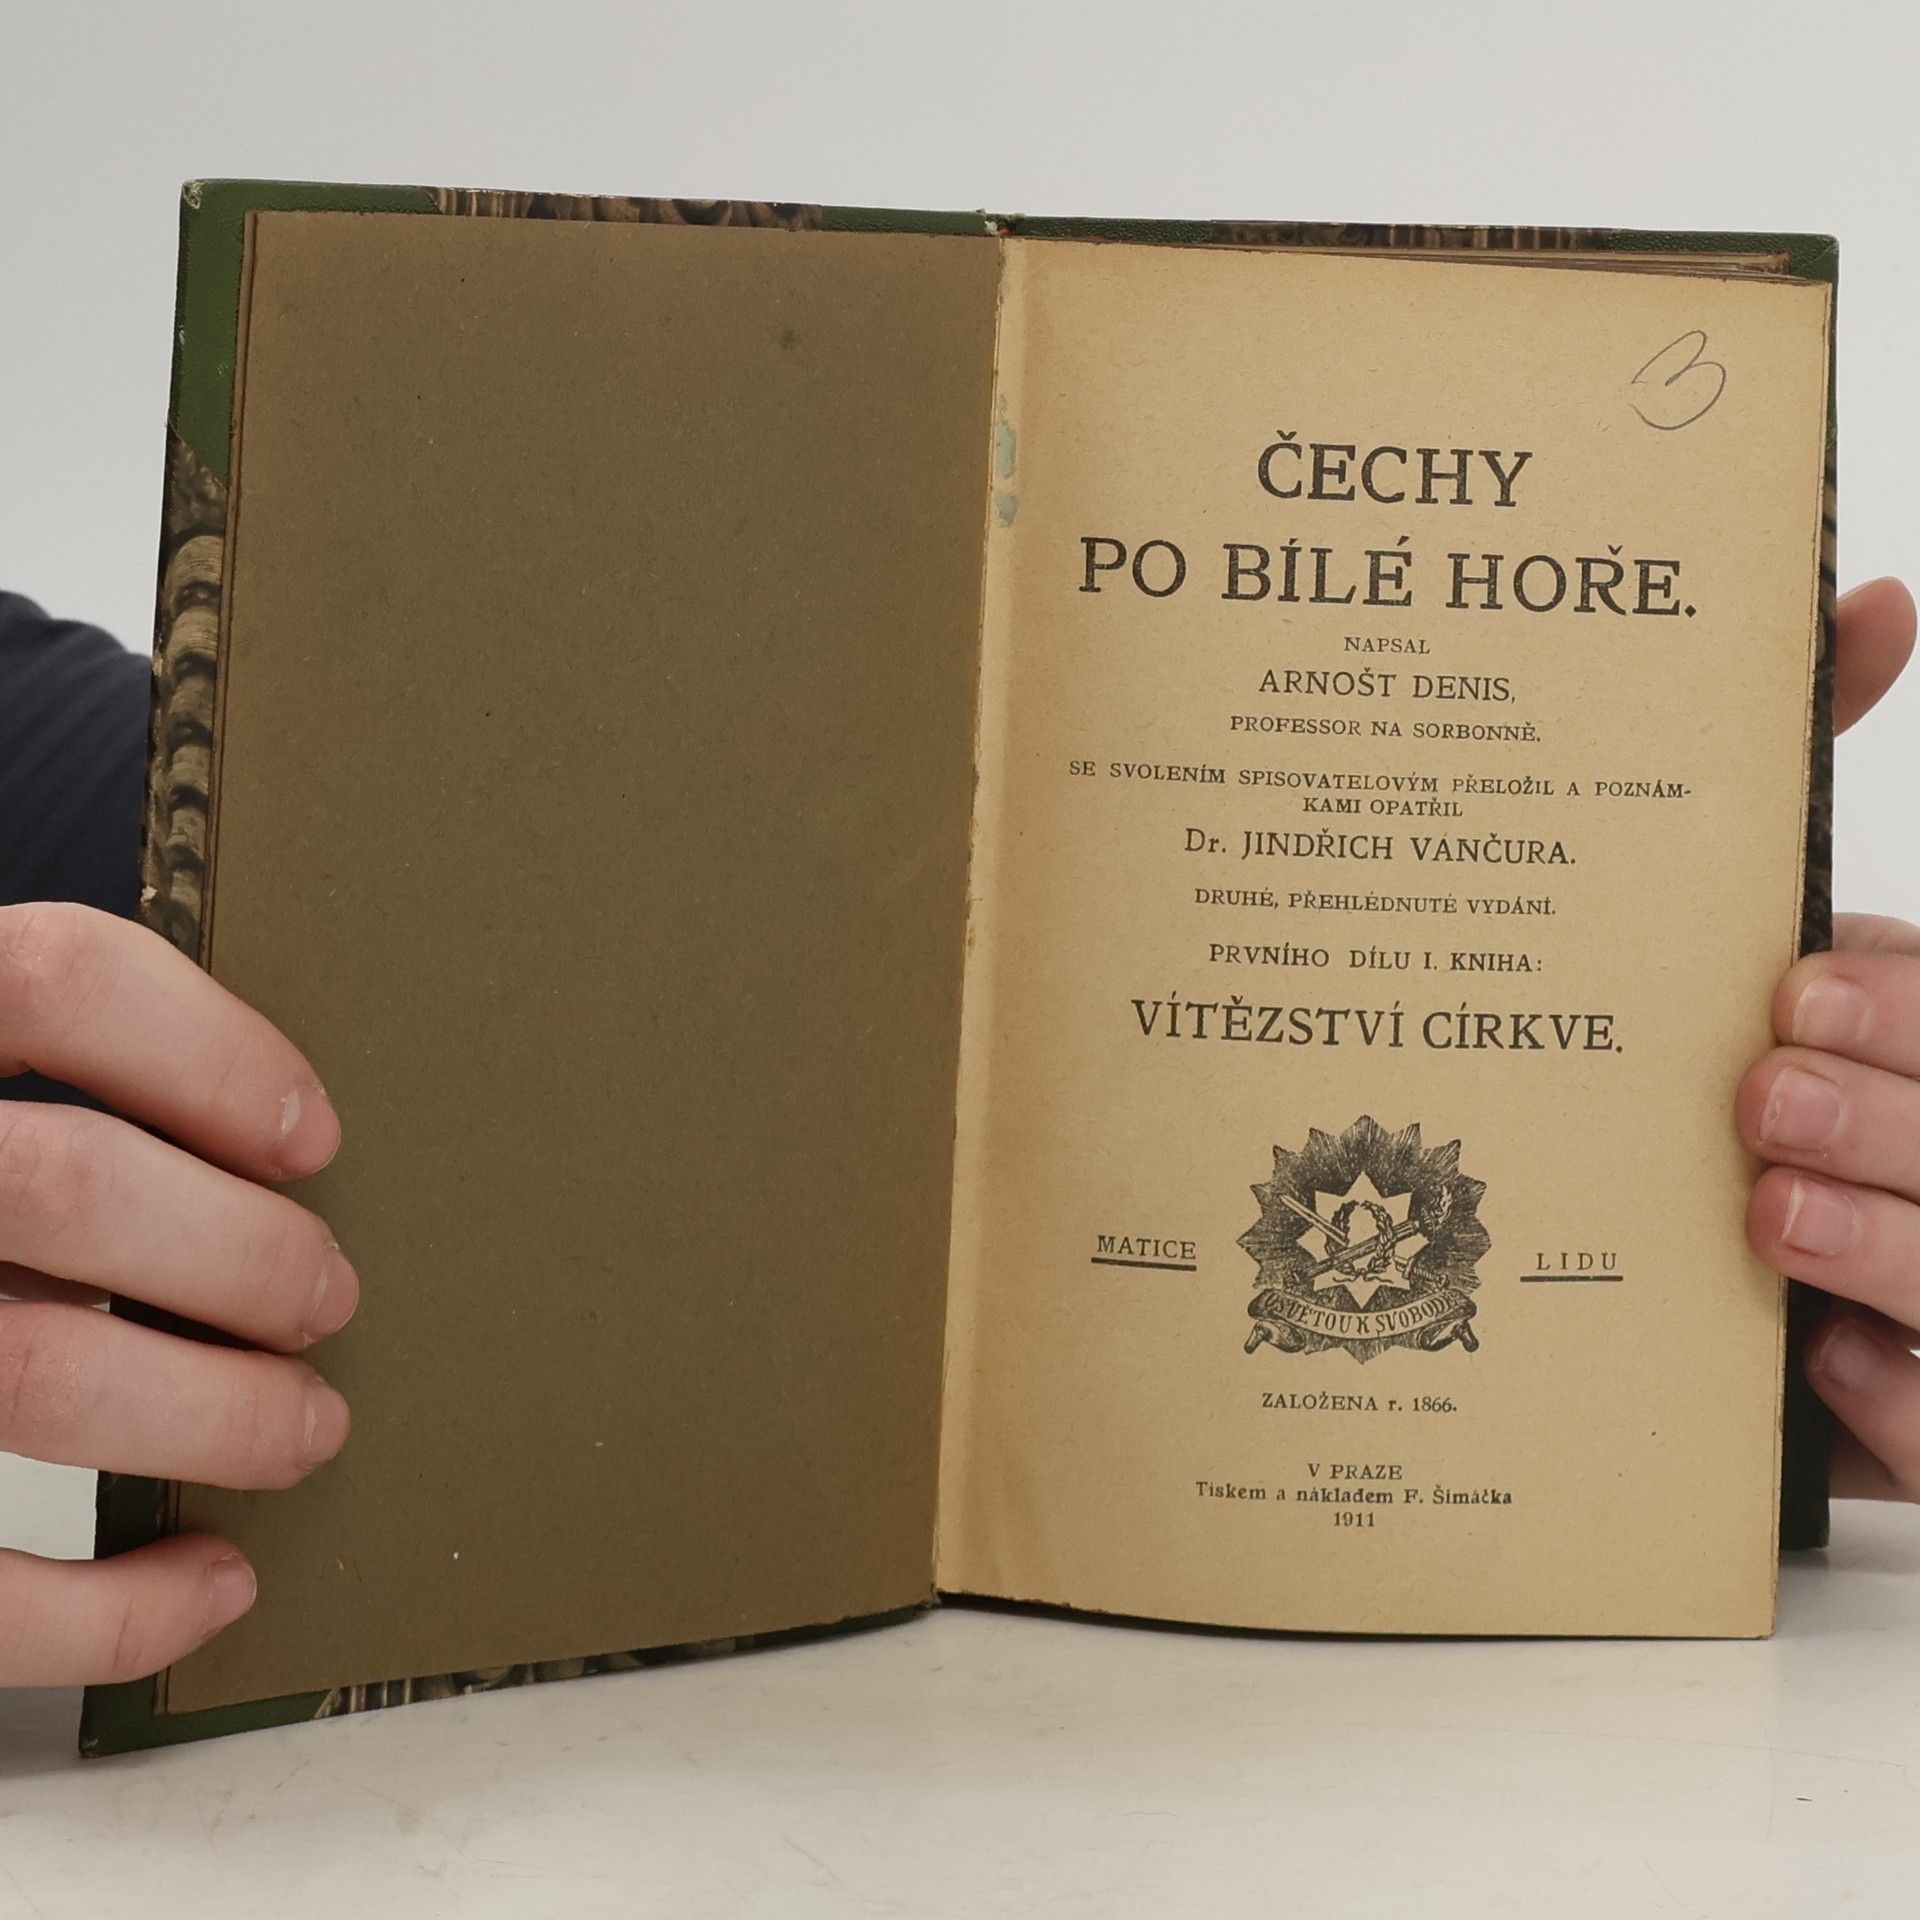 3
ČECHY
PO BÍLÉ HOŘE.
NAPSAL
ARNOŠT DENIS,
PROFESSOR NA SORBONNĚ.
SE SVOLENÍM SPISOVATELOVÝM PŘELOŽIL A POZNÁM-
KAMI OPATŘIL
Dr. JINDŘICH VANČURA.
DRUHÉ, PŘEHLÉDNUTÉ VYDÁNÍ.
PRVNÍHO DÍLU I. KNIHA:
VÍTĚZSTVÍ CÍRKVE.
MATICE LIDU
OSVĚTOU K SVOBODĚ
ZALOŽENA r. 1866.
V PRAZE
Tiskem a nákladem F. Šimáčka
1911